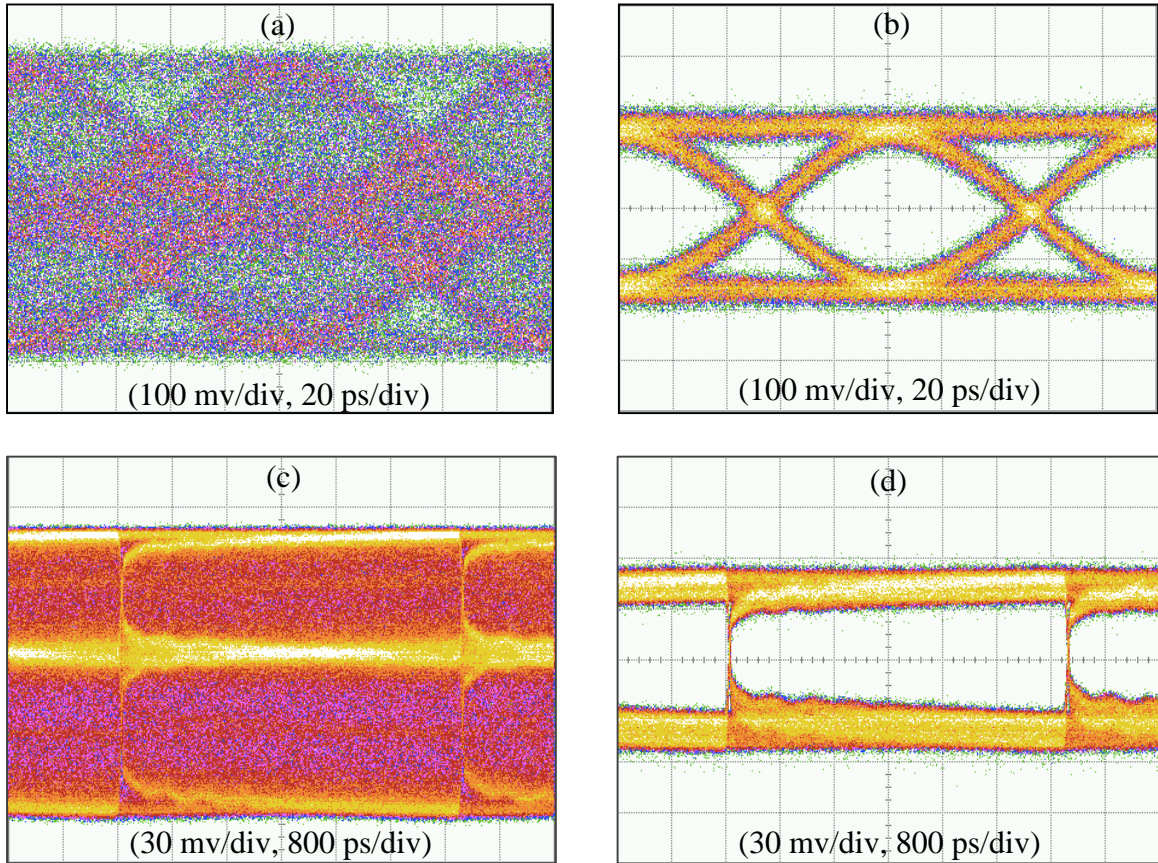 (a)
(b)
(100 mv/div, 20 ps/div)
(100 mv/div, 20 ps/div)
(c)
(d)
(30 mv/div, 800 ps/div)
(30 mv/div, 800 ps/div)